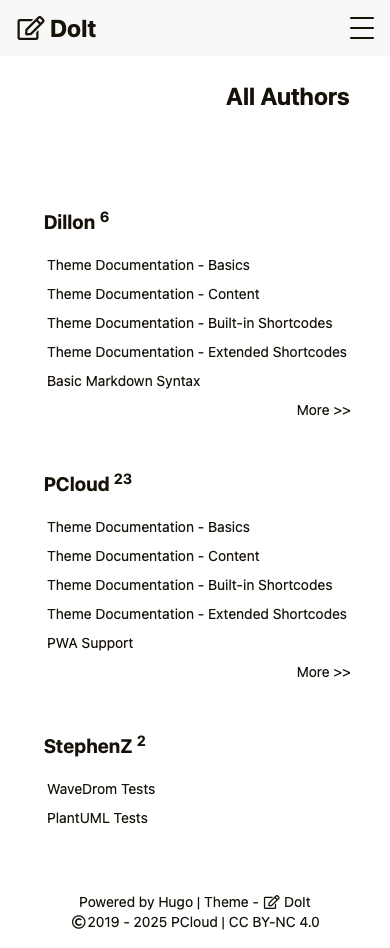 DoIt
All Authors
Dillon 6
Theme Documentation - Basics
Theme Documentation - Content
Theme Documentation - Built-in Shortcodes
Theme Documentation - Extended Shortcodes
Basic Markdown Syntax
More >>
PCloud 23
Theme Documentation - Basics
Theme Documentation - Content
Theme Documentation - Built-in Shortcodes
Theme Documentation - Extended Shortcodes
PWA Support
More >>
StephenZ 2
WaveDrom Tests
PlantUML Tests
Powered by Hugo | Theme - DoIt
©2019 - 2025 PCloud | CC BY-NC 4.0